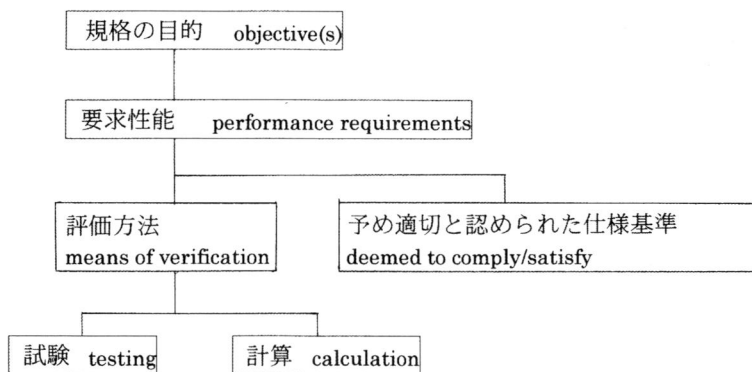 規格の目的 objective(s)
要求性能 performance requirements
評価方法
means of verification
予め適切と認められた仕様基準
deemed to comply/satisfy
試験 testing
計算 calculation